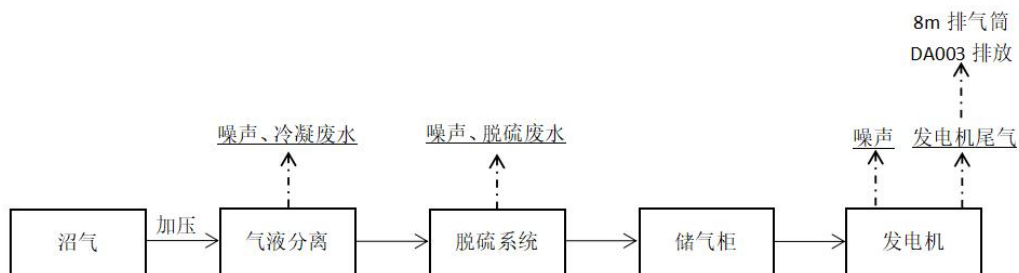 8m 排气筒
DA003 排放
噪声、冷凝废水
噪声、脱硫废水
噪声
发电机尾气
沼气
加压
气液分离
脱硫系统
储气柜
发电机